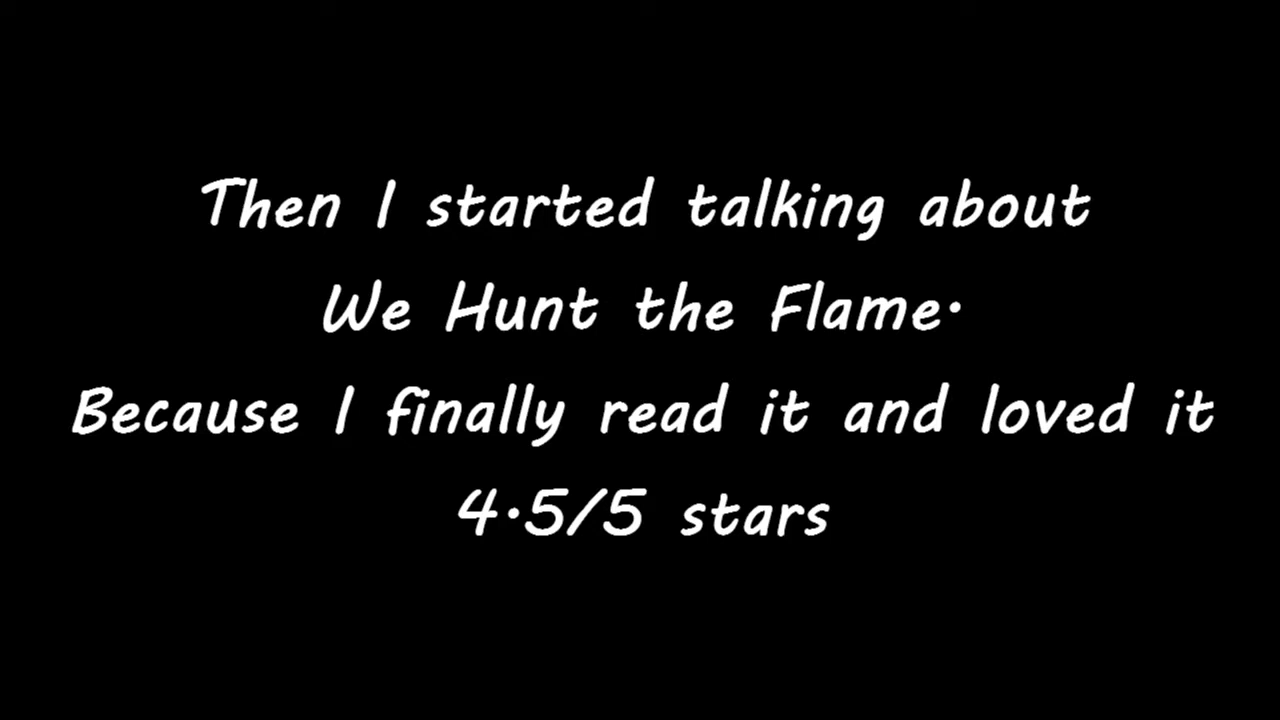 Then I started talking about
We Hunt the Flame.
Because I finally read it and loved it
4.5/5 stars